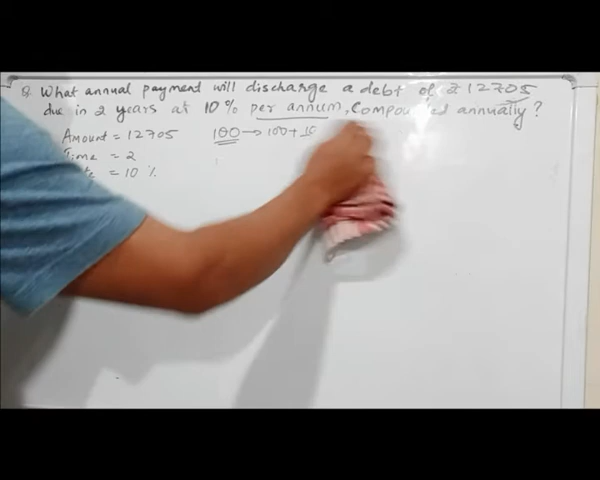 Q What annual payment will discharge a debt of ₹12705
due in 2 years at 10% per annum, compounded annually?
Amount = 12705 100 → 100+10
Time = 2
= 10 %